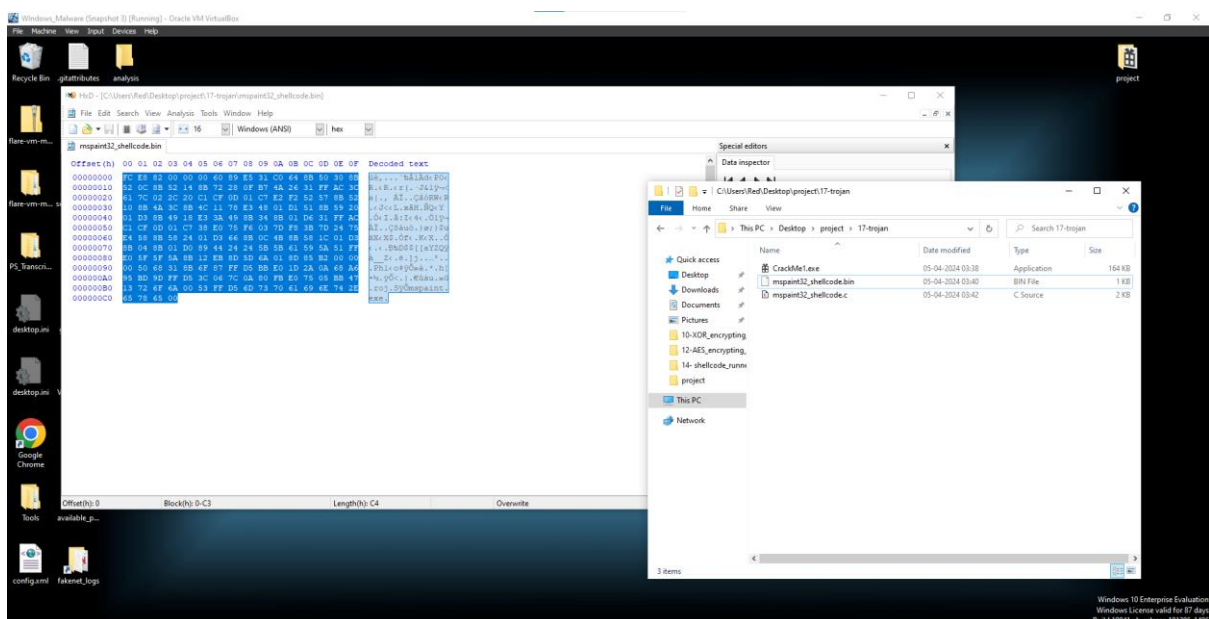 Windows_Malware (Snapshot 3) [Running] - Oracle VM VirtualBox
File Machine View Input Devices Help
Recycle Bin
.gitattributes
analysis
project
flare-vm-m...
flare-vm-m...
PS_Transcri...
desktop.ini
desktop.ini
Google Chrome
Tools
available_p...
config.xml
fakenet_logs
HxD - [C:\Users\Red\Desktop\project\17-trojan\mspaint32_shellcode.bin]
File Edit Search View Analysis Tools Window Help
16 Windows (ANSI) hex
mspaint32_shellcode.bin
Special editors
Data inspector
Offset(h) 00 01 02 03 04 05 06 07 08 09 0A 0B 0C 0D 0E 0F Decoded text
00000000 FC E8 82 00 00 00 60 89 E5 31 C0 64 8B 50 30 8B
00000010 52 0C 8B 52 14 8B 72 28 0F B7 4A 26 31 FF AC 3C
00000020 61 7C 02 2C 20 C1 CF 0D 01 C7 E2 F2 52 57 8B 52
00000030 10 8B 4A 3C 8B 4C 11 78 E3 48 01 D1 51 8B 59 20
00000040 01 D3 8B 49 18 E3 3A 49 8B 34 8B 01 D6 31 FF AC
00000050 C1 CF 0D 01 C7 38 E0 75 F6 03 7D F8 3B 7D 24 75
00000060 E4 58 8B 58 24 01 D3 66 8B 0C 4B 8B 58 1C 01 D3
00000070 8B 04 8B 01 D0 89 44 24 24 5B 5B 61 59 5A 51 FF
00000080 E0 5F 5F 5A 8B 12 EB 8D 5D 6A 01 8D 85 B2 00 00
00000090 00 50 68 31 8B 6F 87 FF D5 BB E0 1D 2A 0A 68 A6
000000A0 95 BD 9D FF D5 3C 06 7C 0A 80 FB E0 75 05 BB 47
000000B0 13 72 6F 6A 00 53 FF D5 6D 73 70 61 69 6E 74 2E
000000C0 65 78 65 00 exe.
Offset(h): 0 Block(h): 0-C3 Length(h): C4 Overwrite
C:\Users\Red\Desktop\project\17-trojan
File Home Share View
This PC > Desktop > project > 17-trojan
Search 17-trojan
Name Date modified Type Size
CrackMe1.exe 05-04-2024 03:38 Application 164 KB
mspaint32_shellcode.bin 05-04-2024 03:40 BIN File 1 KB
mspaint32_shellcode.c 05-04-2024 03:42 C Source 2 KB
Quick access
Desktop
Downloads
Documents
Pictures
10-XOR_encrypting
12-AES_encrypting_
14- shellcode_runne
project
This PC
Network
3 items
Windows 10 Enterprise Evaluation
Windows License valid for 87 days